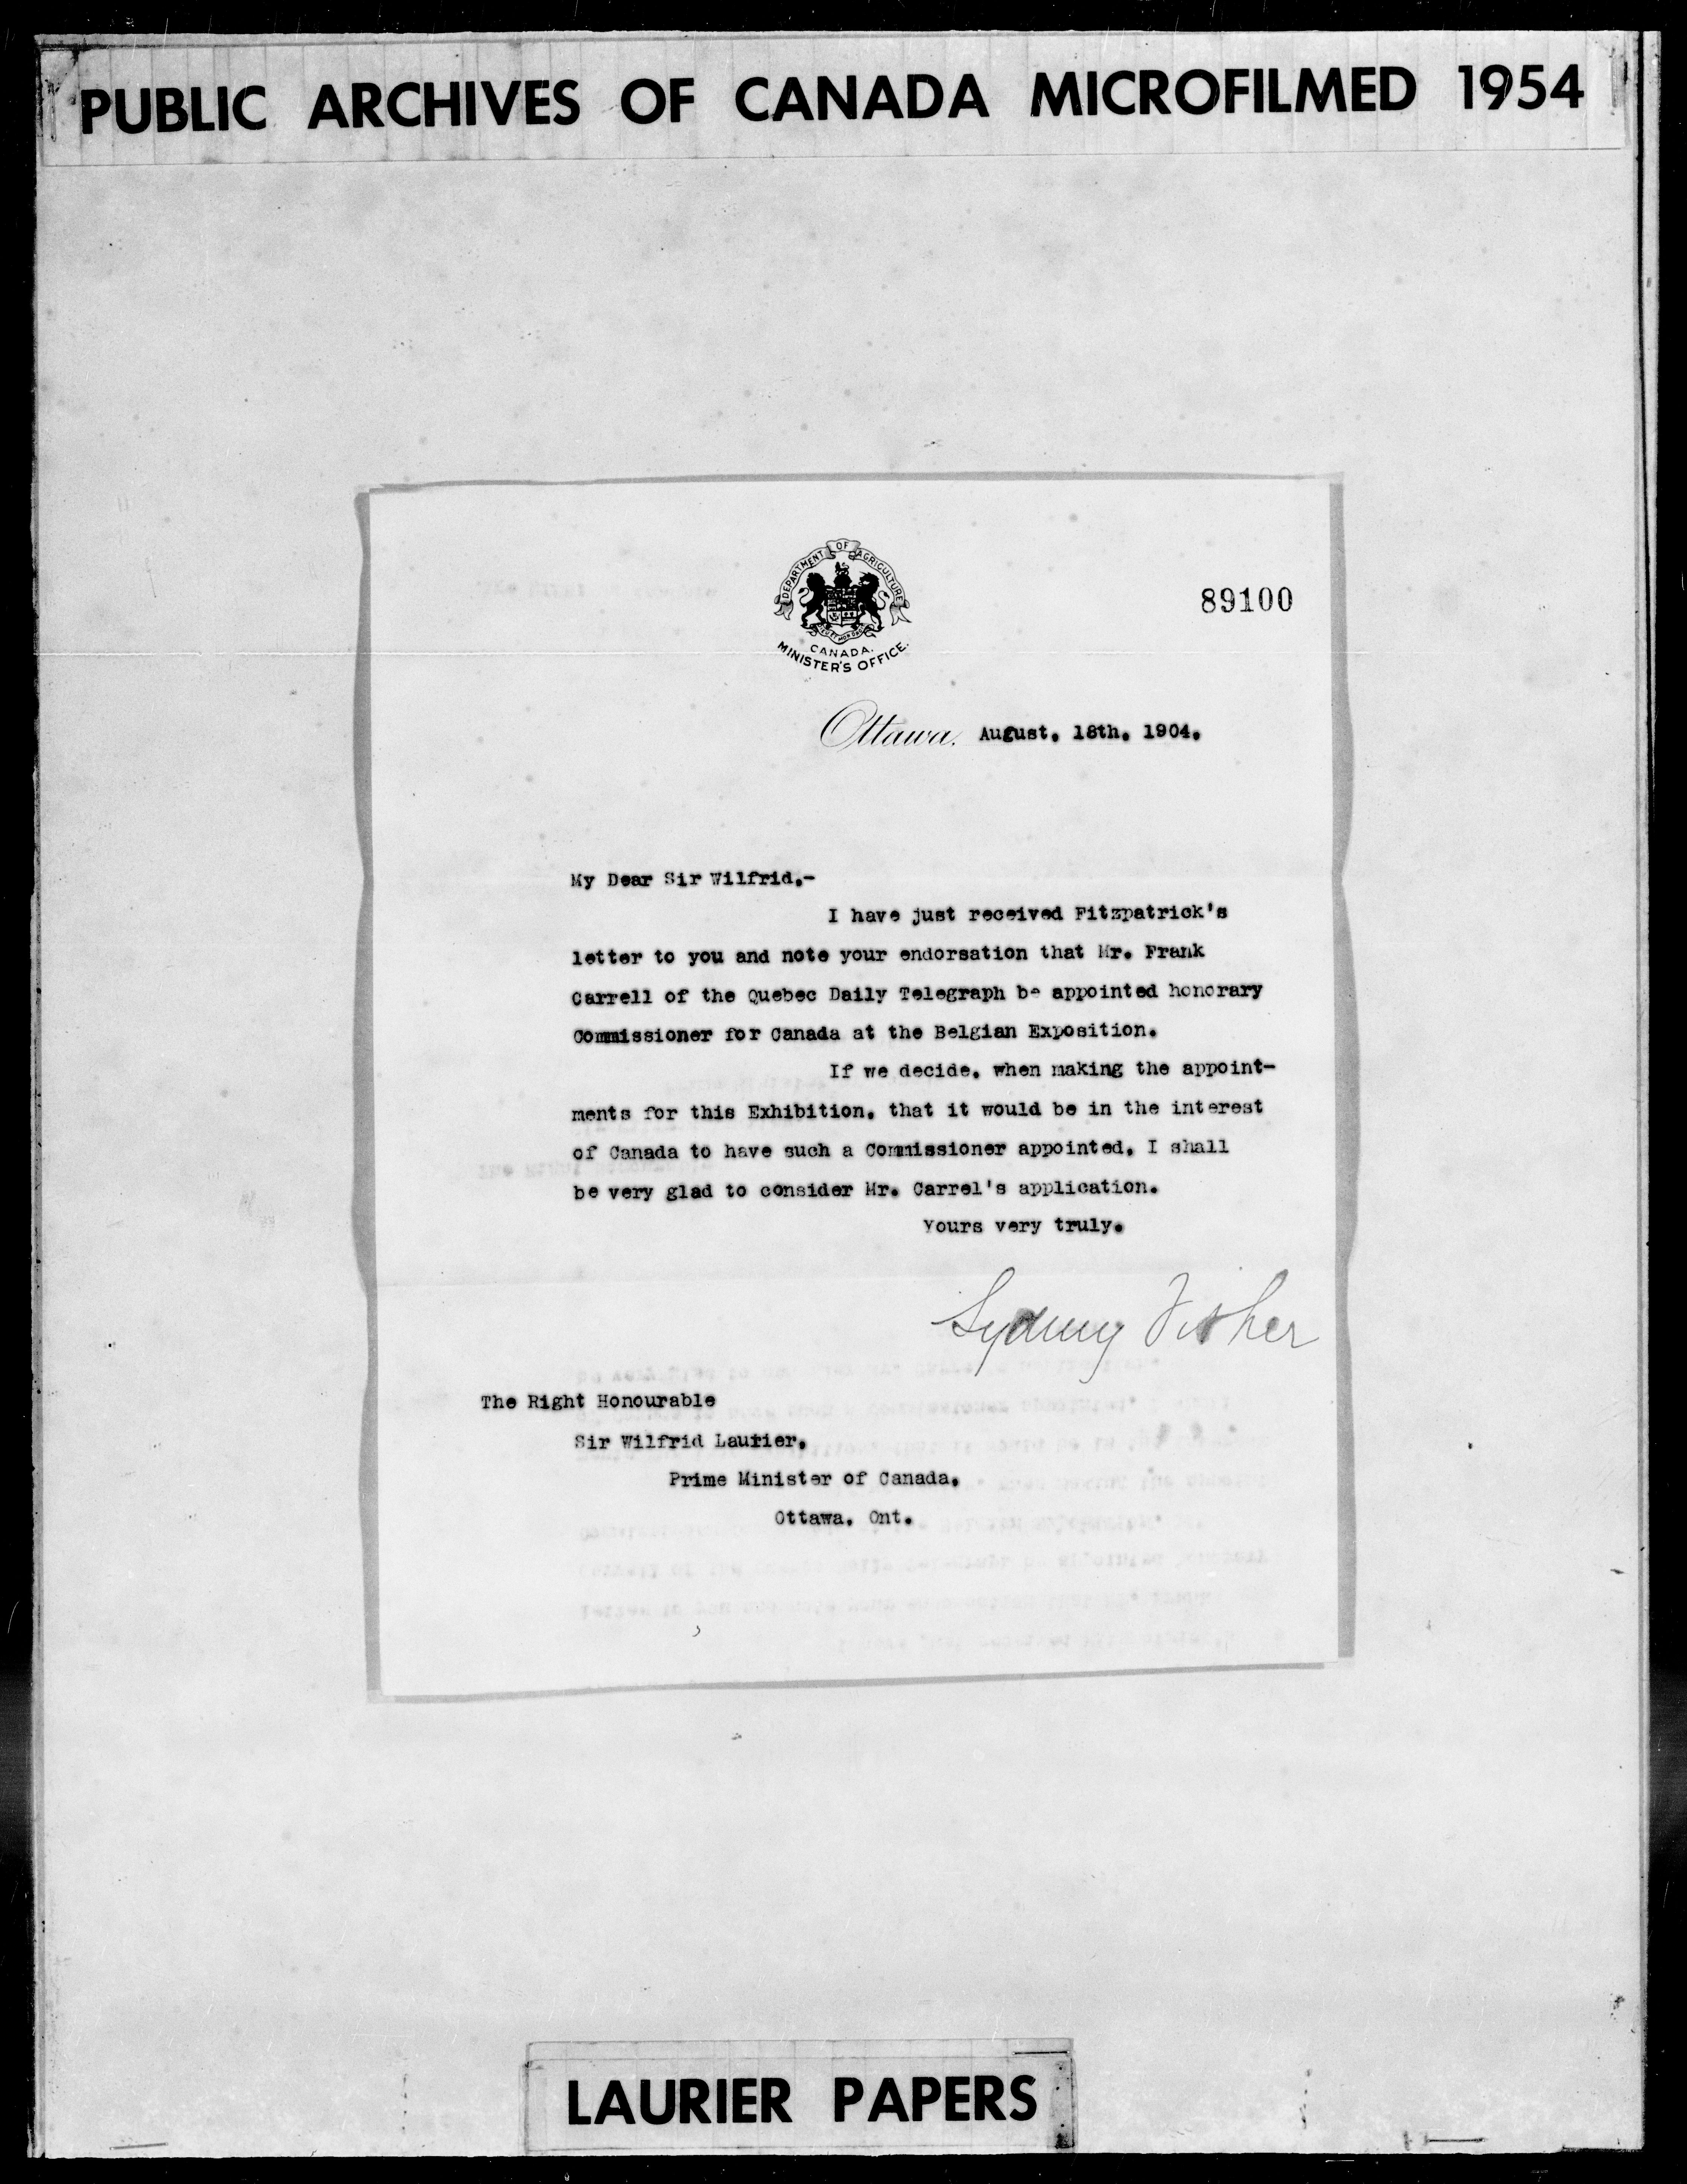 PUBLIC ARCHIVES OF CANADA MICROFILMED 1954
DEPARTMENT OF AGRICULTURE
CANADA.
MINISTER'S OFFICE.
89100
Ottawa. August. 18th. 1904.
My Dear Sir Wilfrid,-
I have just received Fitzpatrick's
letter to you and note your endorsation that Mr. Frank
Carrell of the Quebec Daily Telegraph be appointed honorary
Commissioner for Canada at the Belgian Exposition.
If we decide, when making the appoint-
ments for this Exhibition, that it would be in the interest
of Canada to have such a Commissioner appointed, I shall
be very glad to consider Mr. Carrel's application.
Yours very truly.
Sydney Fisher
The Right Honourable
Sir Wilfrid Laurier,
Prime Minister of Canada,
Ottawa, Ont.
LAURIER PAPERS